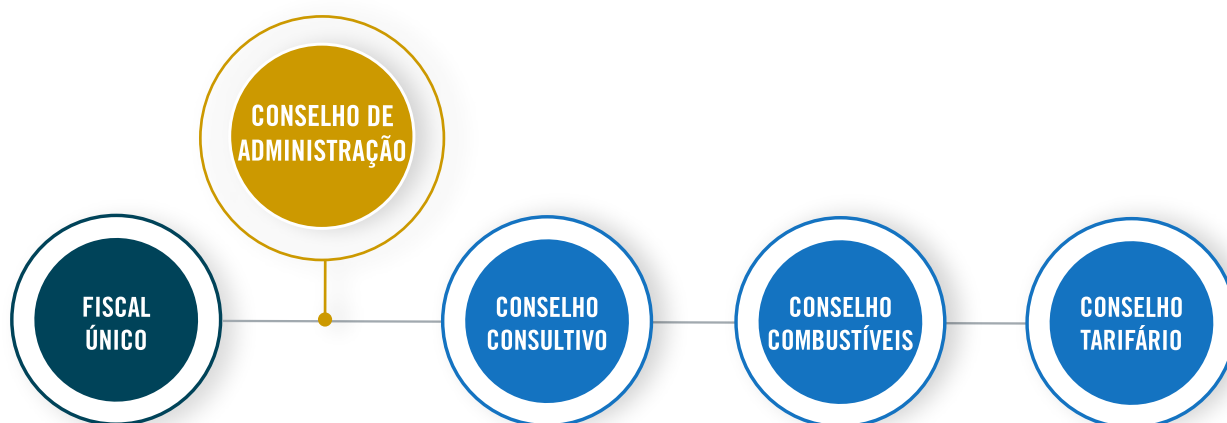 CONSELHO DE
ADMINISTRAÇÃO
FISCAL
ÚNICO
CONSELHO
CONSULTIVO
CONSELHO
COMBUSTÍVEIS
CONSELHO
TARIFÁRIO